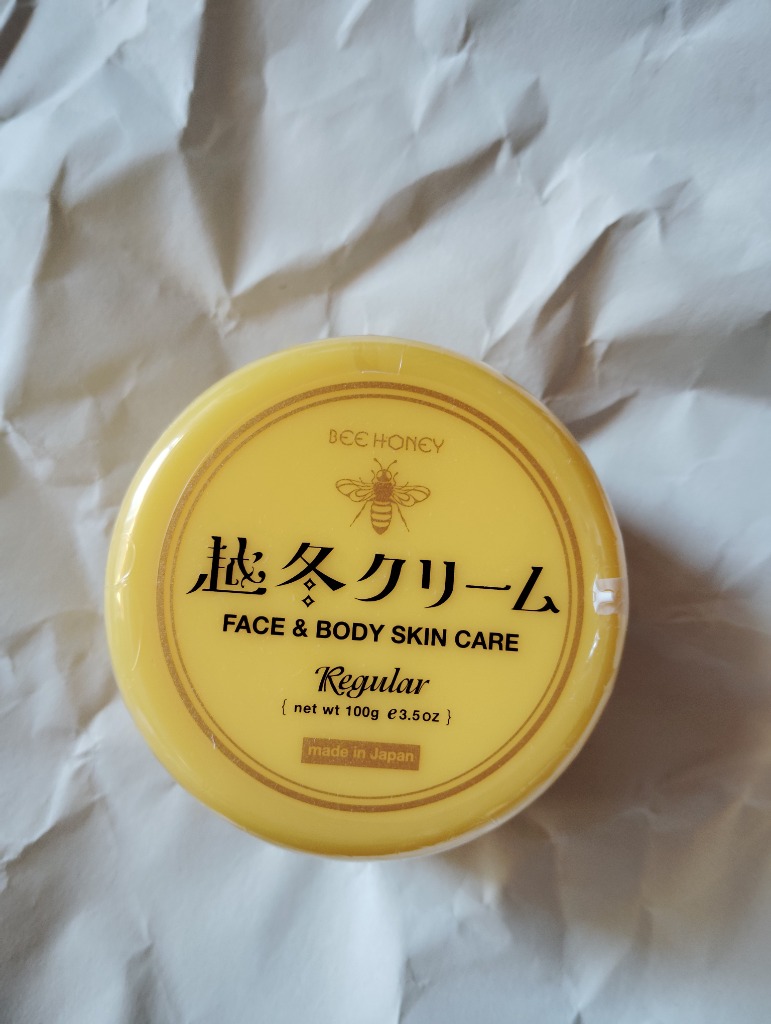 BEE HONEY
越冬クリーム
FACE & BODY SKIN CARE
Regular
{ net wt 100g e3.5oz }
made in Japan